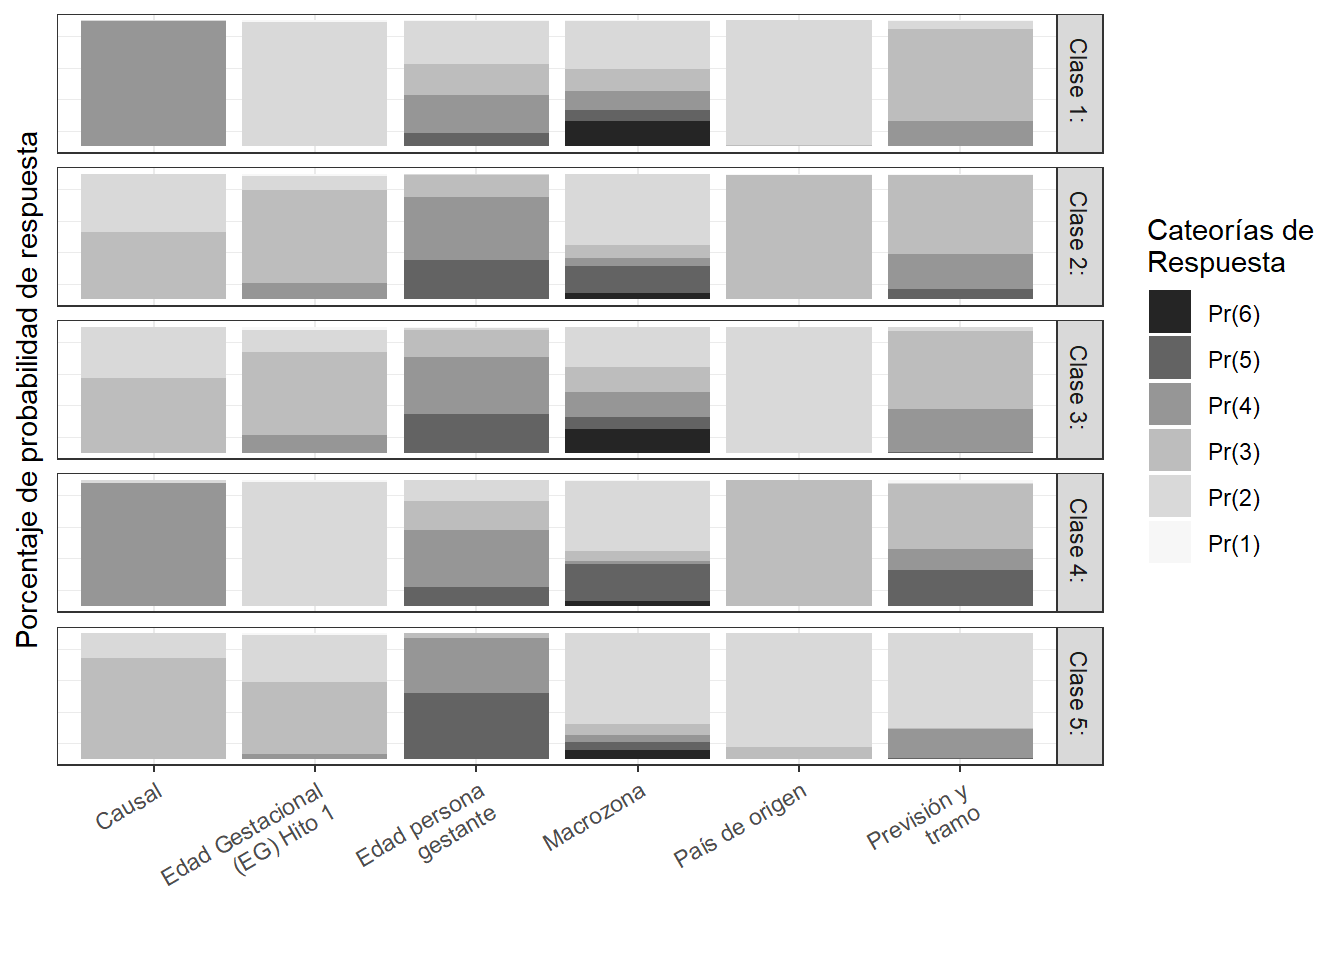 Porcentaje de probabilidad de respuesta
Clase 1:
Clase 2:
Clase 3:
Clase 4:
Clase 5:
Causal
Edad Gestacional
(EG) Hito 1
Edad persona
gestante
Macrozona
País de origen
Previsión y
tramo
Cateorías de
Respuesta
Pr(6)
Pr(5)
Pr(4)
Pr(3)
Pr(2)
Pr(1)